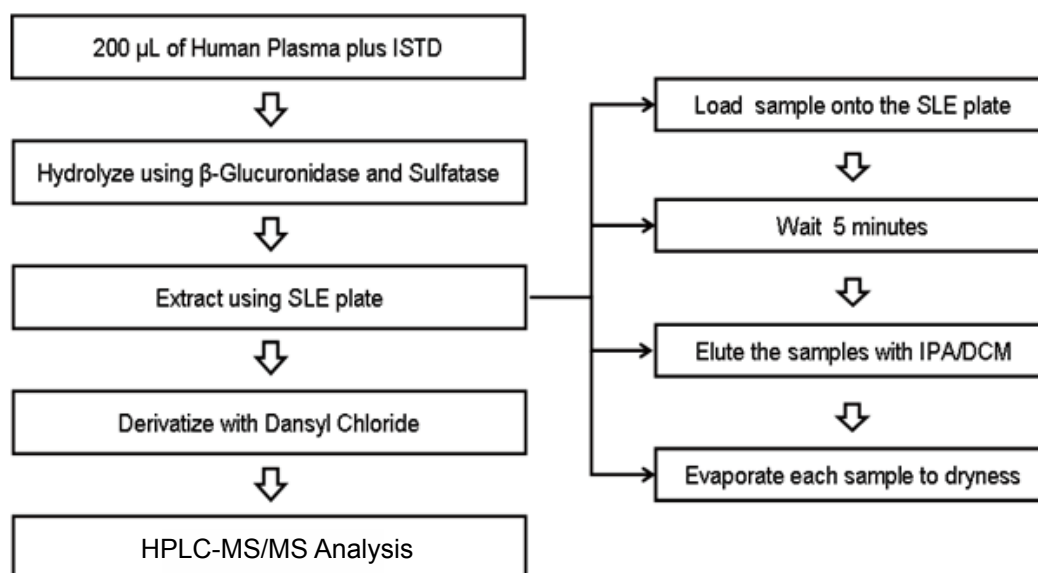 200 µL of Human Plasma plus ISTD
Hydrolyze using β-Glucuronidase and Sulfatase
Extract using SLE plate
Derivatize with Dansyl Chloride
HPLC-MS/MS Analysis
Load sample onto the SLE plate
Wait 5 minutes
Elute the samples with IPA/DCM
Evaporate each sample to dryness